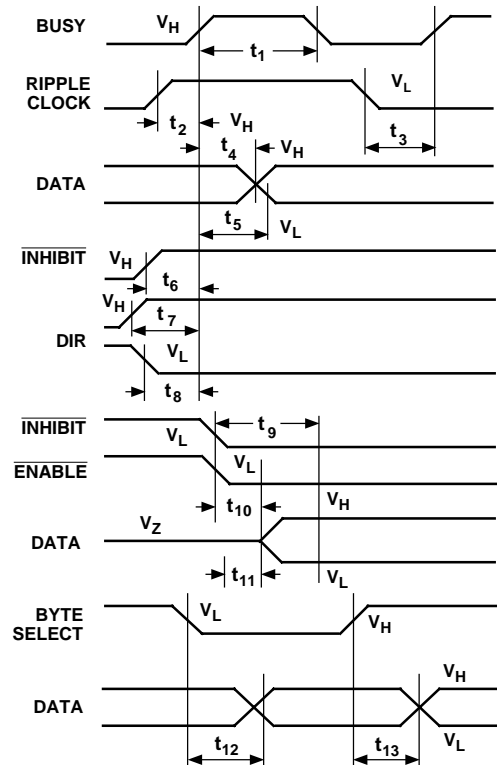 BUSY
V_H
t_1
RIPPLE
CLOCK
V_L
t_2
V_H
t_3
t_4
V_H
DATA
t_5
V_L
INHIBIT
V_H
t_6
V_H
t_7
DIR
V_L
t_8
INHIBIT
t_9
V_L
ENABLE
V_L
t_10
V_H
V_Z
DATA
t_11
V_L
BYTE
SELECT
V_L
V_H
DATA
V_H
V_L
t_12
t_13